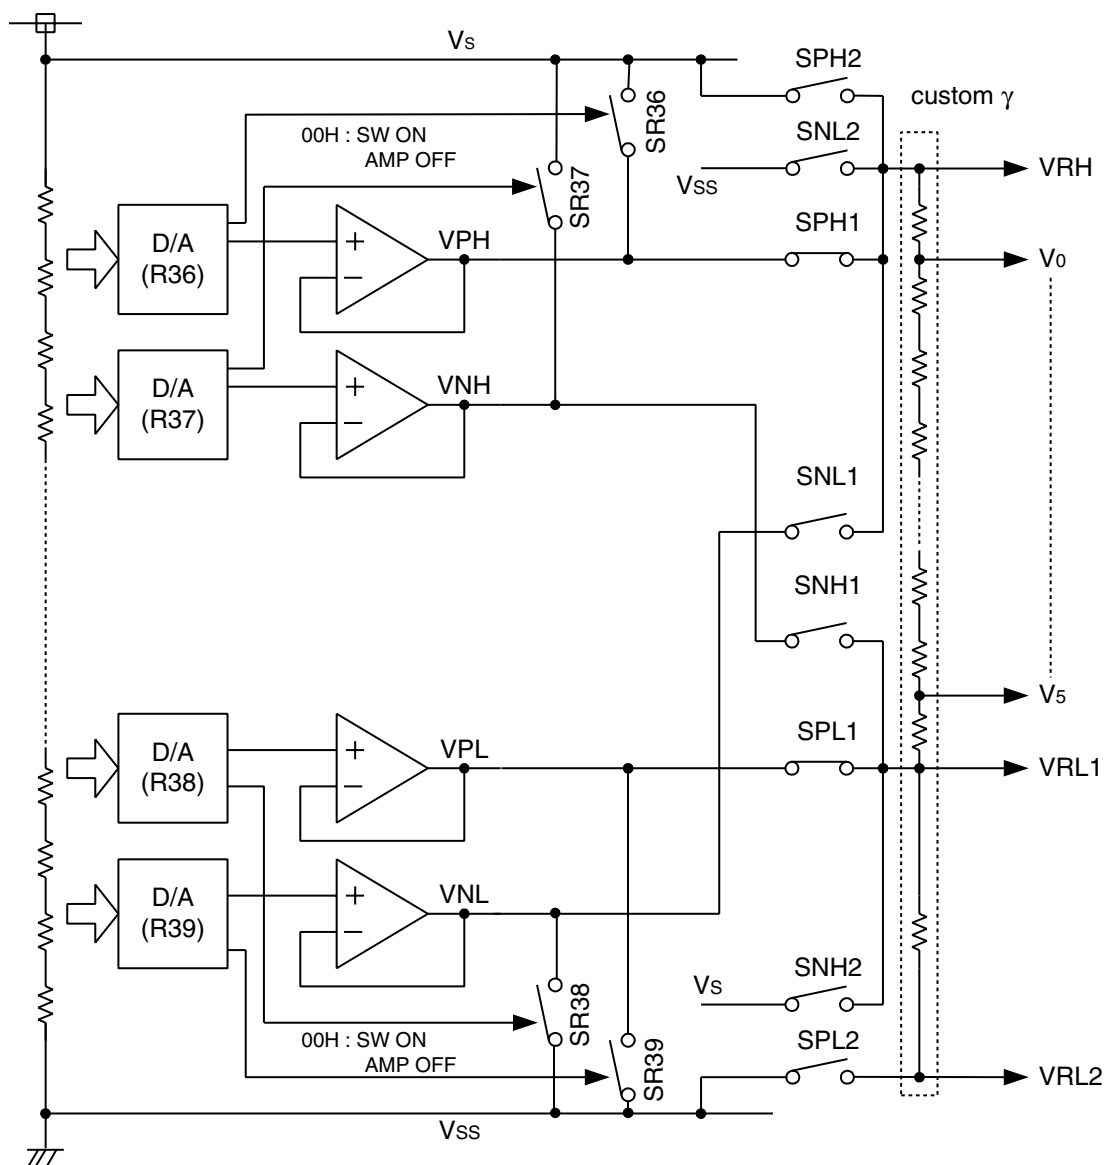 VS
SPH2
custom γ
SR36
00H : SW ON
AMP OFF
SNL2
VSS
VRH
SR37
D/A
(R36)
+
−
VPH
SPH1
V0
D/A
(R37)
+
−
VNH
SNL1
SNH1
V5
D/A
(R38)
+
−
VPL
SPL1
VRL1
D/A
(R39)
+
−
VNL
SNH2
VS
SR38
00H : SW ON
AMP OFF
SR39
SPL2
VRL2
VSS